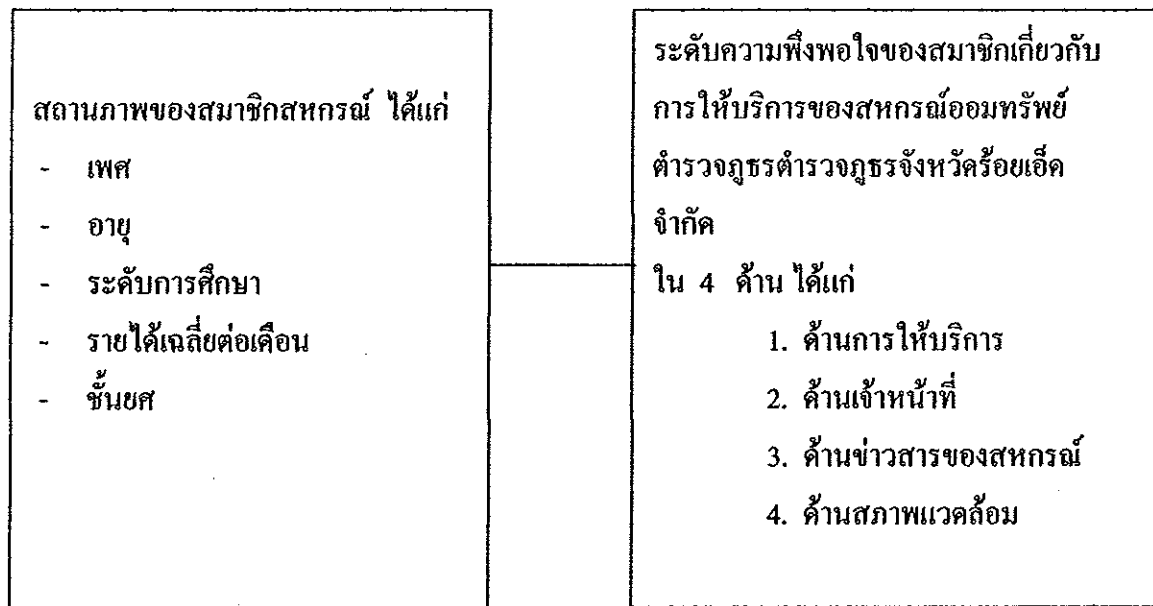 สถานภาพของสมาชิกสหกรณ์ ได้แก่
- เพศ
- อายุ
- ระดับการศึกษา
- รายได้เฉลี่ยต่อเดือน
- ชั้นยศ
ระดับความพึงพอใจของสมาชิกเกี่ยวกับ
การให้บริการของสหกรณ์ออมทรัพย์
ตำรวจภูธรตำรวจภูธรจังหวัดร้อยเอ็ด
จำกัด
ใน 4 ด้าน ได้แก่
1. ด้านการให้บริการ
2. ด้านเจ้าหน้าที่
3. ด้านข่าวสารของสหกรณ์
4. ด้านสภาพแวดล้อม